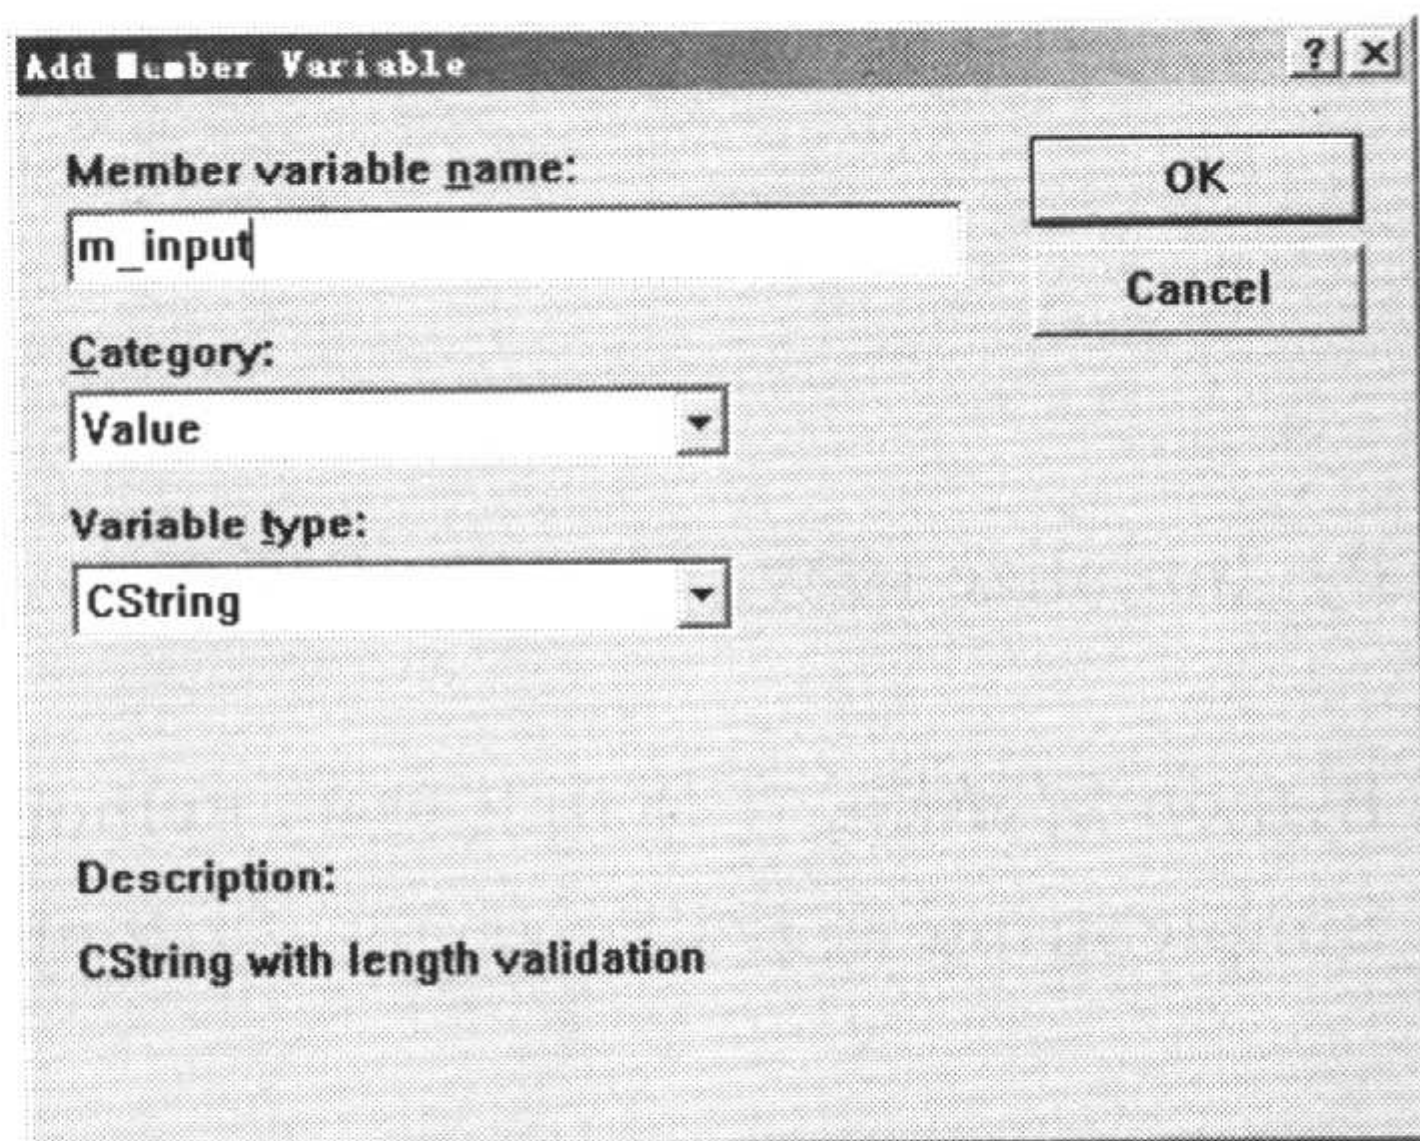 Add Member Variable
Member variable name:
OK
m_input
Cancel
Category:
Value
Variable type:
CString
Description:
CString with length validation